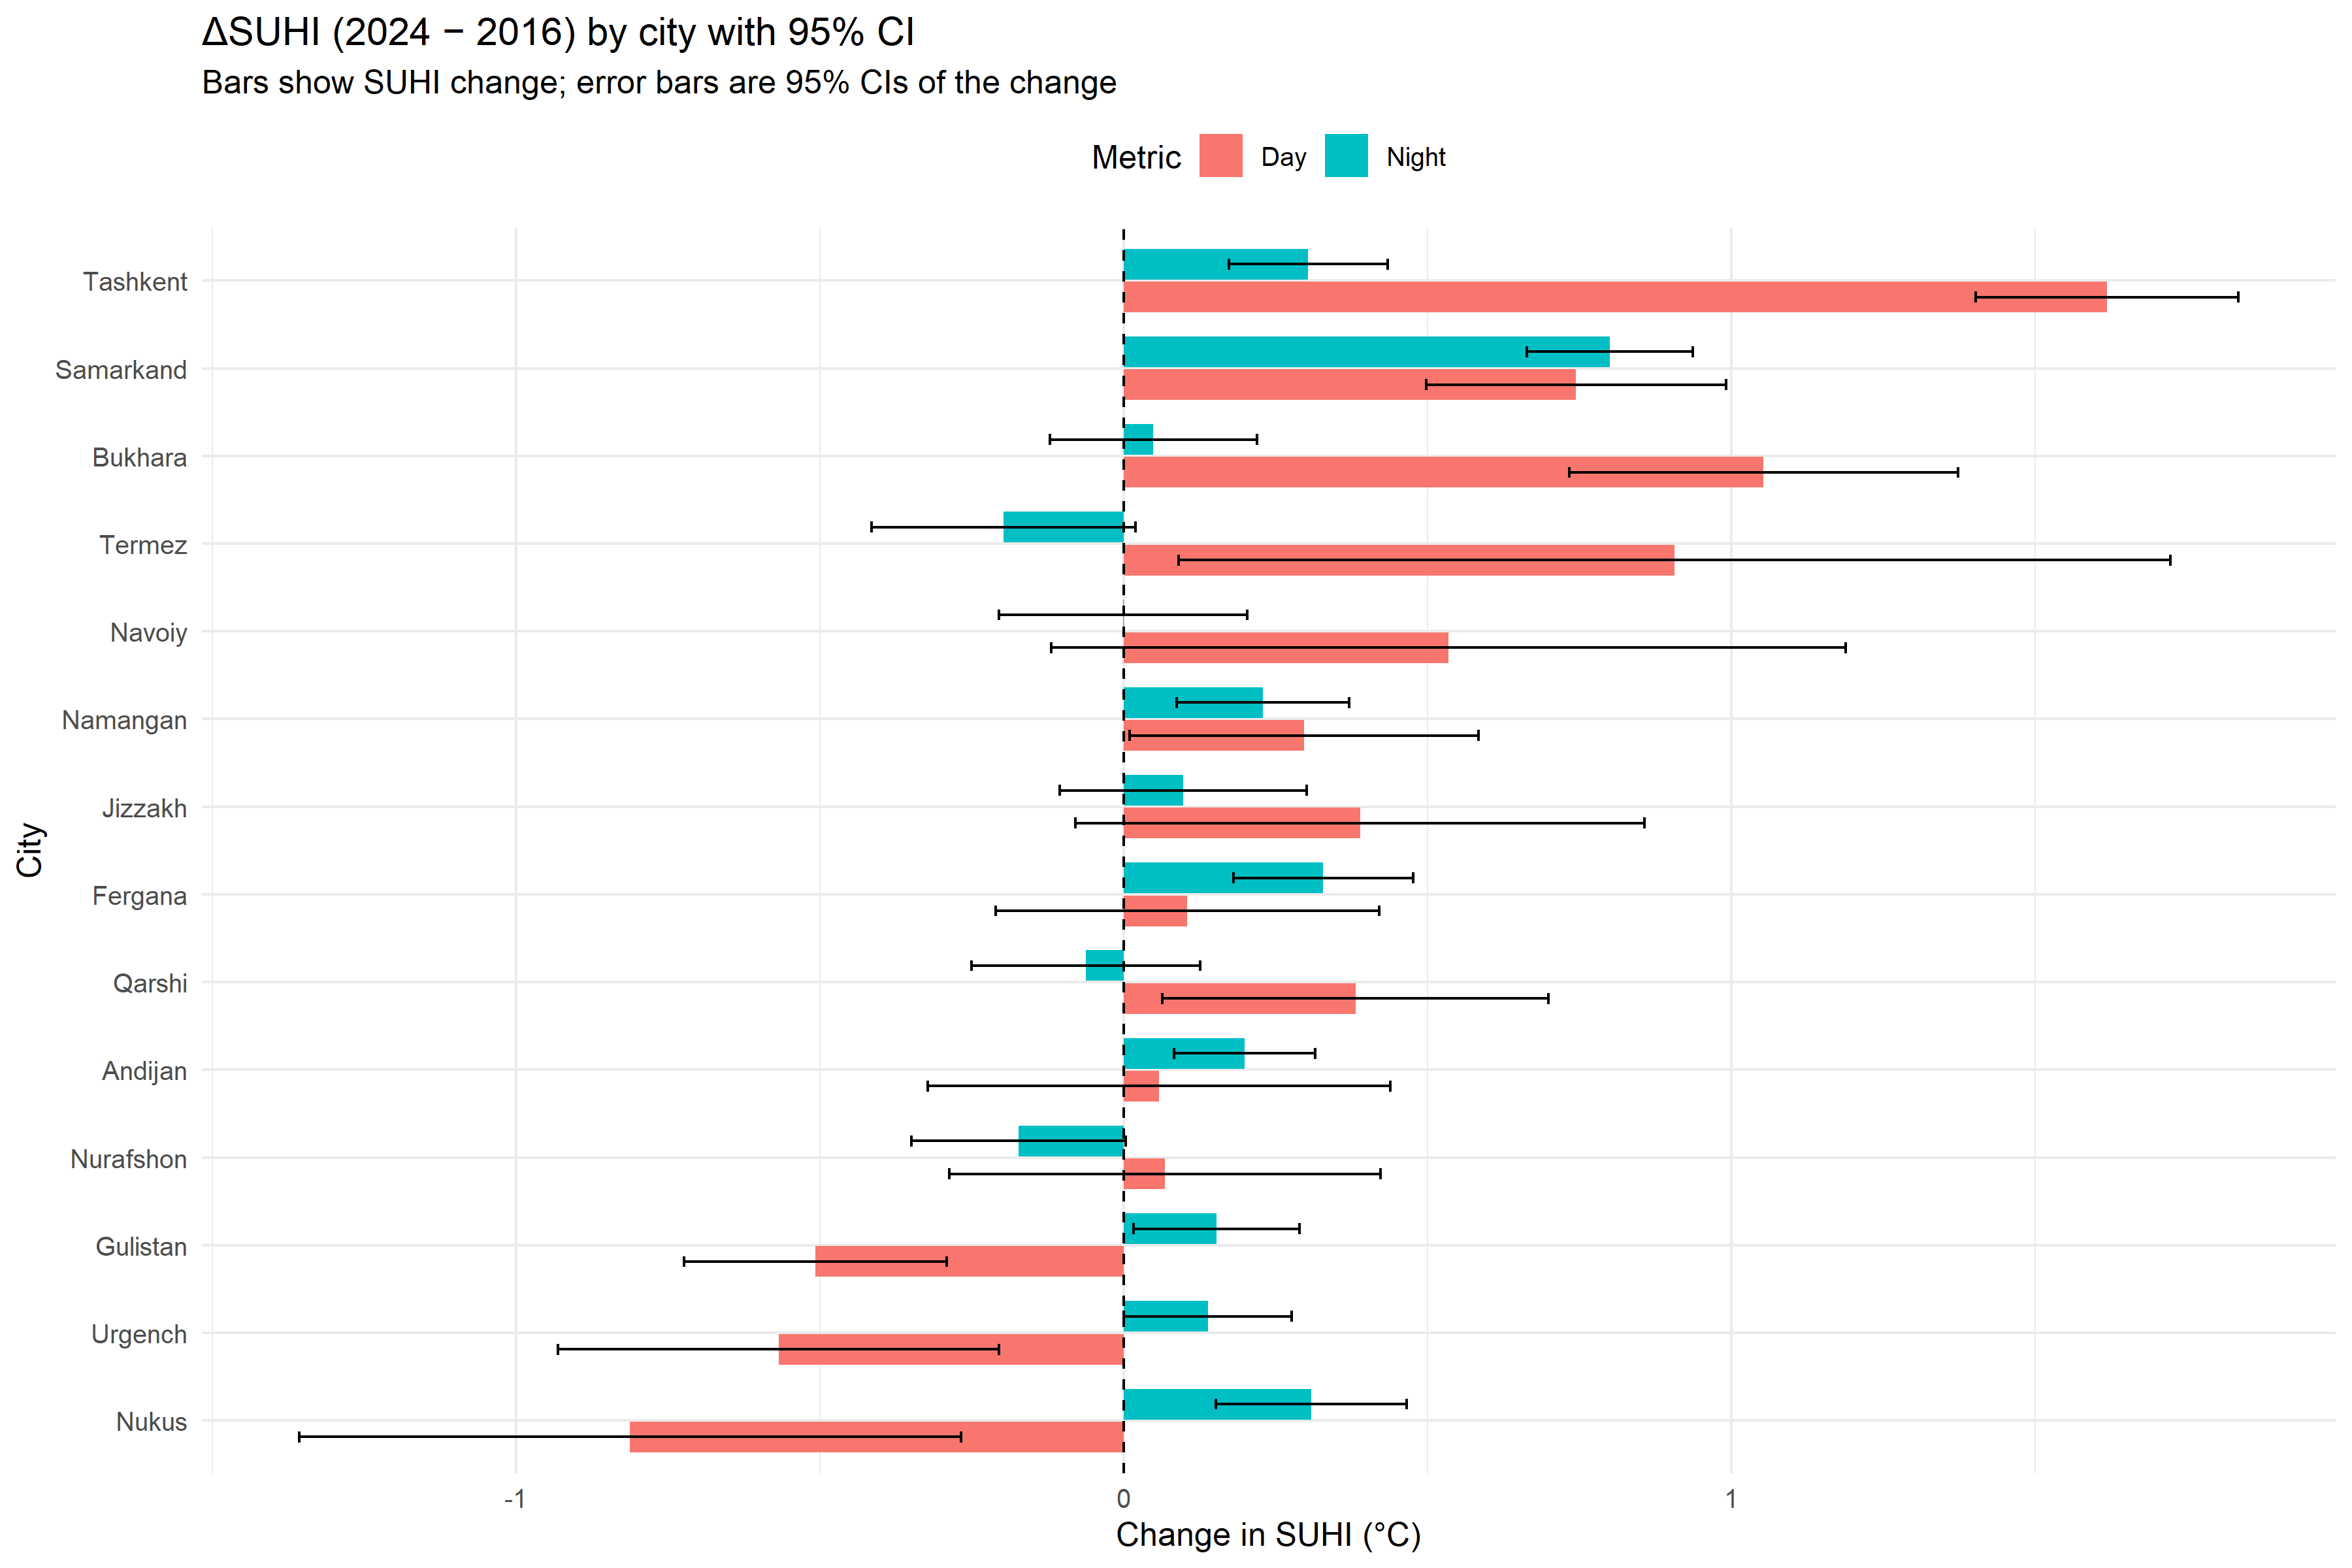 ΔSUHI (2024 − 2016) by city with 95% CI
Bars show SUHI change; error bars are 95% CIs of the change
Metric Day Night
Tashkent
Samarkand
Bukhara
Termez
Navoiy
Namangan
Jizzakh
Fergana
Qarshi
Andijan
Nurafshon
Gulistan
Urgench
Nukus
City
-1 0 1
Change in SUHI (°C)